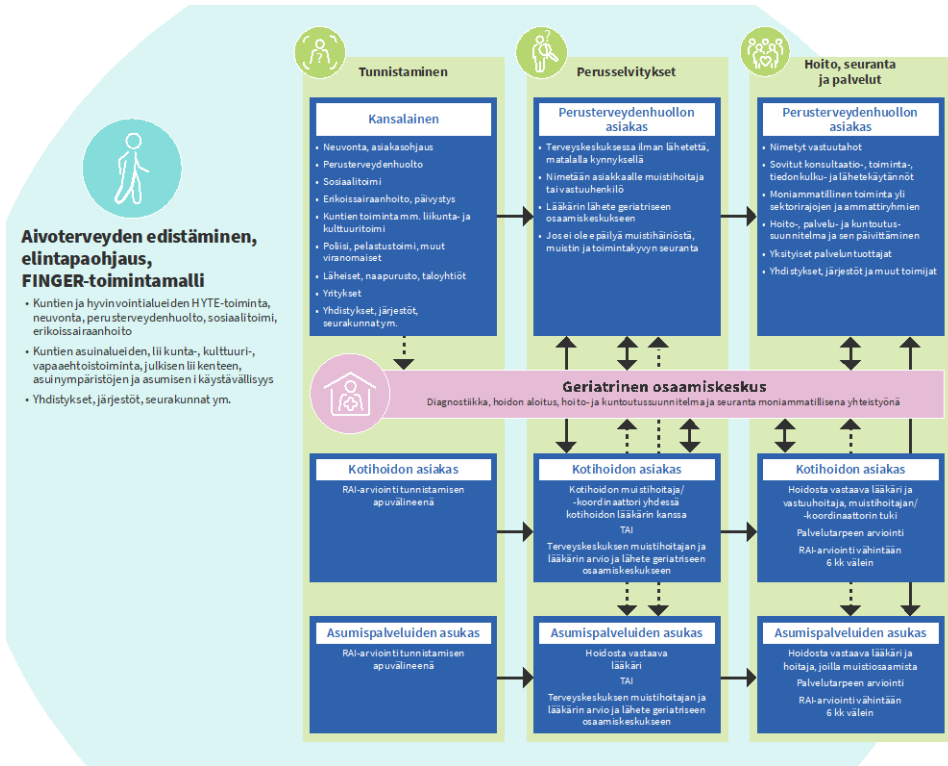 Aivoterveyden edistäminen,
elintapaohjaus,
FINGER-toimintamalli
• Kuntien ja hyvinvointialueiden HYTE-toiminta,
neuvonta, perusterveydenhuolto, sosiaalitoimi,
erikoissairaanhoito
• Kuntien asuinalueiden, liikunta-, kulttuuri-,
vapaaehtoistoiminta, julkisen liikenteen,
asuinympäristöjen ja asumisen ikäystävällisyys
• Yhdistykset, järjestöt, seurakunnat ym.
?
Tunnistaminen
Kansalainen
• Neuvonta, asiakasohjaus
• Perusterveydenhuolto
• Sosiaalitoimi
• Erikoissairaanhoito, päivystys
• Kuntien toiminta mm. liikunta- ja
kulttuuritoimi
• Poliisi, pelastustoimi, muut
viranomaiset
• Läheiset, naapurusto, taloyhtiöt
• Yritykset
• Yhdistykset, järjestöt,
seurakunnat ym.
?
Perusselvitykset
Perusterveydenhuollon
asiakas
• Terveyskeskuksessa ilman lähetettä,
matalalla kynnyksellä
• Nimetään asiakkaalle muistihoitaja
tai vastuuhenkilö
• Lääkärin lähete geriatriseen
osaamiskeskukseen
• Jos ei ole epäilyä muistihäiriöstä,
muistin ja toimintakyvyn seuranta
Hoito, seuranta
ja palvelut
Perusterveydenhuollon
asiakas
• Nimetyt vastuutahot
• Sovitut konsultaatio-, toiminta-,
tiedonkulku- ja lähetekäytännöt
• Moniammatillinen toiminta yli
sektorirajojen ja ammattiryhmien
• Hoito-, palvelu- ja kuntoutus-
suunnitelma ja sen päivittäminen
• Yksityiset palveluntuottajat
• Yhdistykset, järjestöt ja muut toimijat
Geriatrinen osaamiskeskus
Diagnostiikka, hoidon aloitus, hoito- ja kuntoutussuunnitelma ja seuranta moniammatillisena yhteistyönä
Kotihoidon asiakas
RAI-arviointi tunnistamisen
apuvälineenä
Kotihoidon asiakas
Kotihoidon muistihoitaja/
-koordinaattori yhdessä
kotihoidon lääkärin kanssa
TAI
Terveyskeskuksen muistihoitajan ja
lääkärin arvio ja lähete geriatriseen
osaamiskeskukseen
Kotihoidon asiakas
Hoidosta vastaava lääkäri ja
vastuuhoitaja, muistihoitajan/
-koordinaattorin tuki
Palvelutarpeen arviointi
RAI-arviointi vähintään
6 kk välein
Asumispalveluiden asukas
RAI-arviointi tunnistamisen
apuvälineenä
Asumispalveluiden asukas
Hoidosta vastaava
lääkäri
TAI
Terveyskeskuksen muistihoitajan ja
lääkärin arvio ja lähete geriatriseen
osaamiskeskukseen
Asumispalveluiden asukas
Hoidosta vastaava lääkäri ja
hoitaja, joilla muistiosaamista
Palvelutarpeen arviointi
RAI-arviointi vähintään
6 kk välein